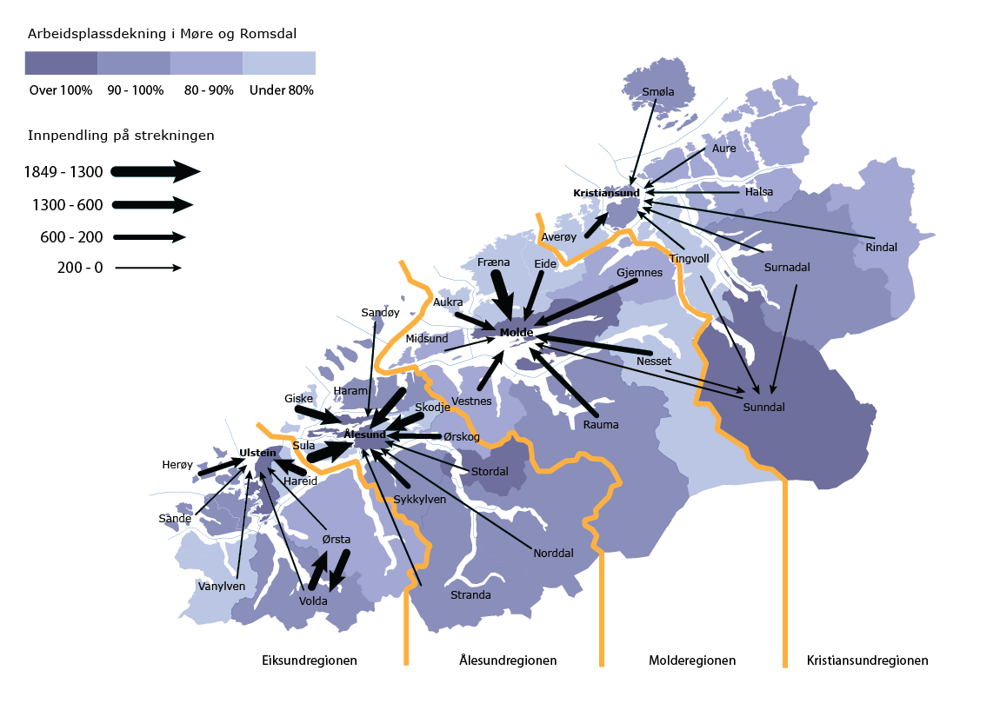 Arbeidsplassdekning i Møre og Romsdal
Over 100%
90 - 100%
80 - 90%
Under 80%
Innpendling på strekningen
1849 - 1300
1300 - 600
600 - 200
200 - 0
Smøla
Aure
Kristiansund
Halsa
Averøy
Rindal
Tingvoll
Surnadal
Fræna
Eide
Gjemnes
Aukra
Sandøy
Molde
Midsund
Nesset
Haram
Giske
Vestnes
Skodje
Sunndal
Rauma
Ålesund
Ørskog
Sula
Ulstein
Herøy
Stordal
Hareid
Sykkylven
Sande
Ørsta
Norddal
Vanylven
Stranda
Volda
Eiksundregionen
Ålesundregionen
Molderegionen
Kristiansundregionen